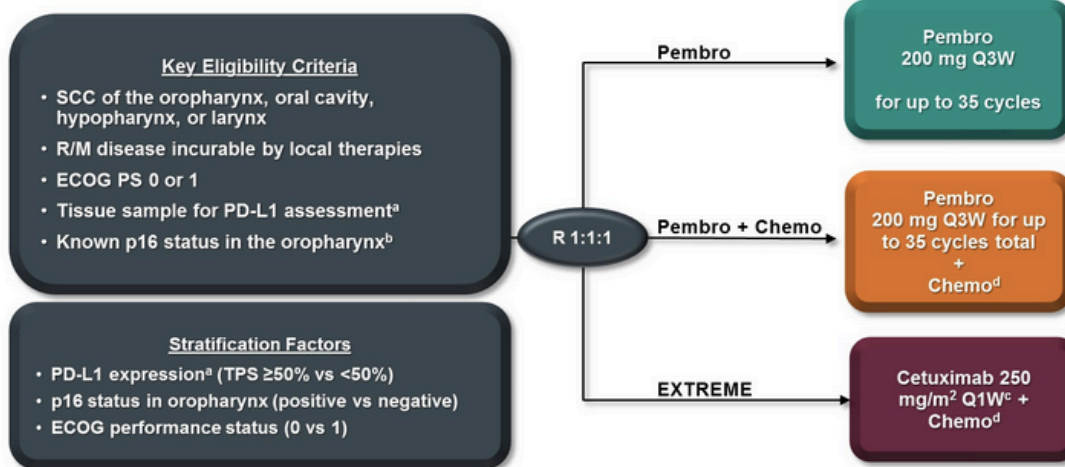 Key Eligibility Criteria
• SCC of the oropharynx, oral cavity,
hypopharynx, or larynx
• R/M disease incurable by local therapies
• ECOG PS 0 or 1
• Tissue sample for PD-L1 assessmentᵃ
• Known p16 status in the oropharynxᵇ
Stratification Factors
• PD-L1 expressionᵃ (TPS ≥50% vs <50%)
• p16 status in oropharynx (positive vs negative)
• ECOG performance status (0 vs 1)
R 1:1:1
Pembro
Pembro
200 mg Q3W
for up to 35 cycles
Pembro + Chemo
Pembro
200 mg Q3W for up
to 35 cycles total
+
Chemoᵈ
EXTREME
Cetuximab 250
mg/m² Q1Wᶜ +
Chemoᵈ